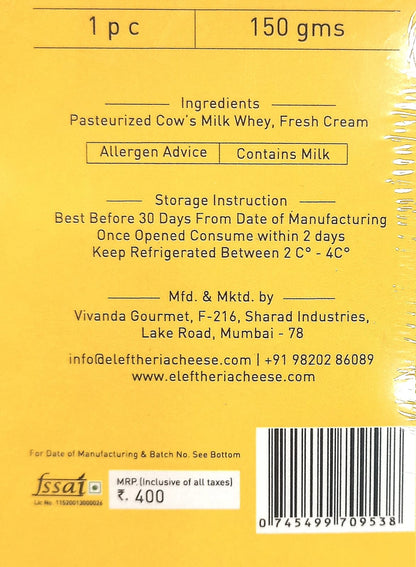 1 pc 150 gms
Ingredients
Pasteurized Cow's Milk Whey, Fresh Cream
Allergen Advice Contains Milk
Storage Instruction
Best Before 30 Days From Date of Manufacturing
Once Opened Consume within 2 days
Keep Refrigerated Between 2 C° - 4C°
Mfd. & Mktd. by
Vivanda Gourmet, F-216, Sharad Industries,
Lake Road, Mumbai - 78
info@eleftheriacheese.com | +91 98202 86089
www.eleftheriacheese.com
For Date of Manufacturing & Batch No. See Bottom
fssai
Lic No. 11520013000026
MRP. (Inclusive of all taxes)
₹. 400
0 745499 709538